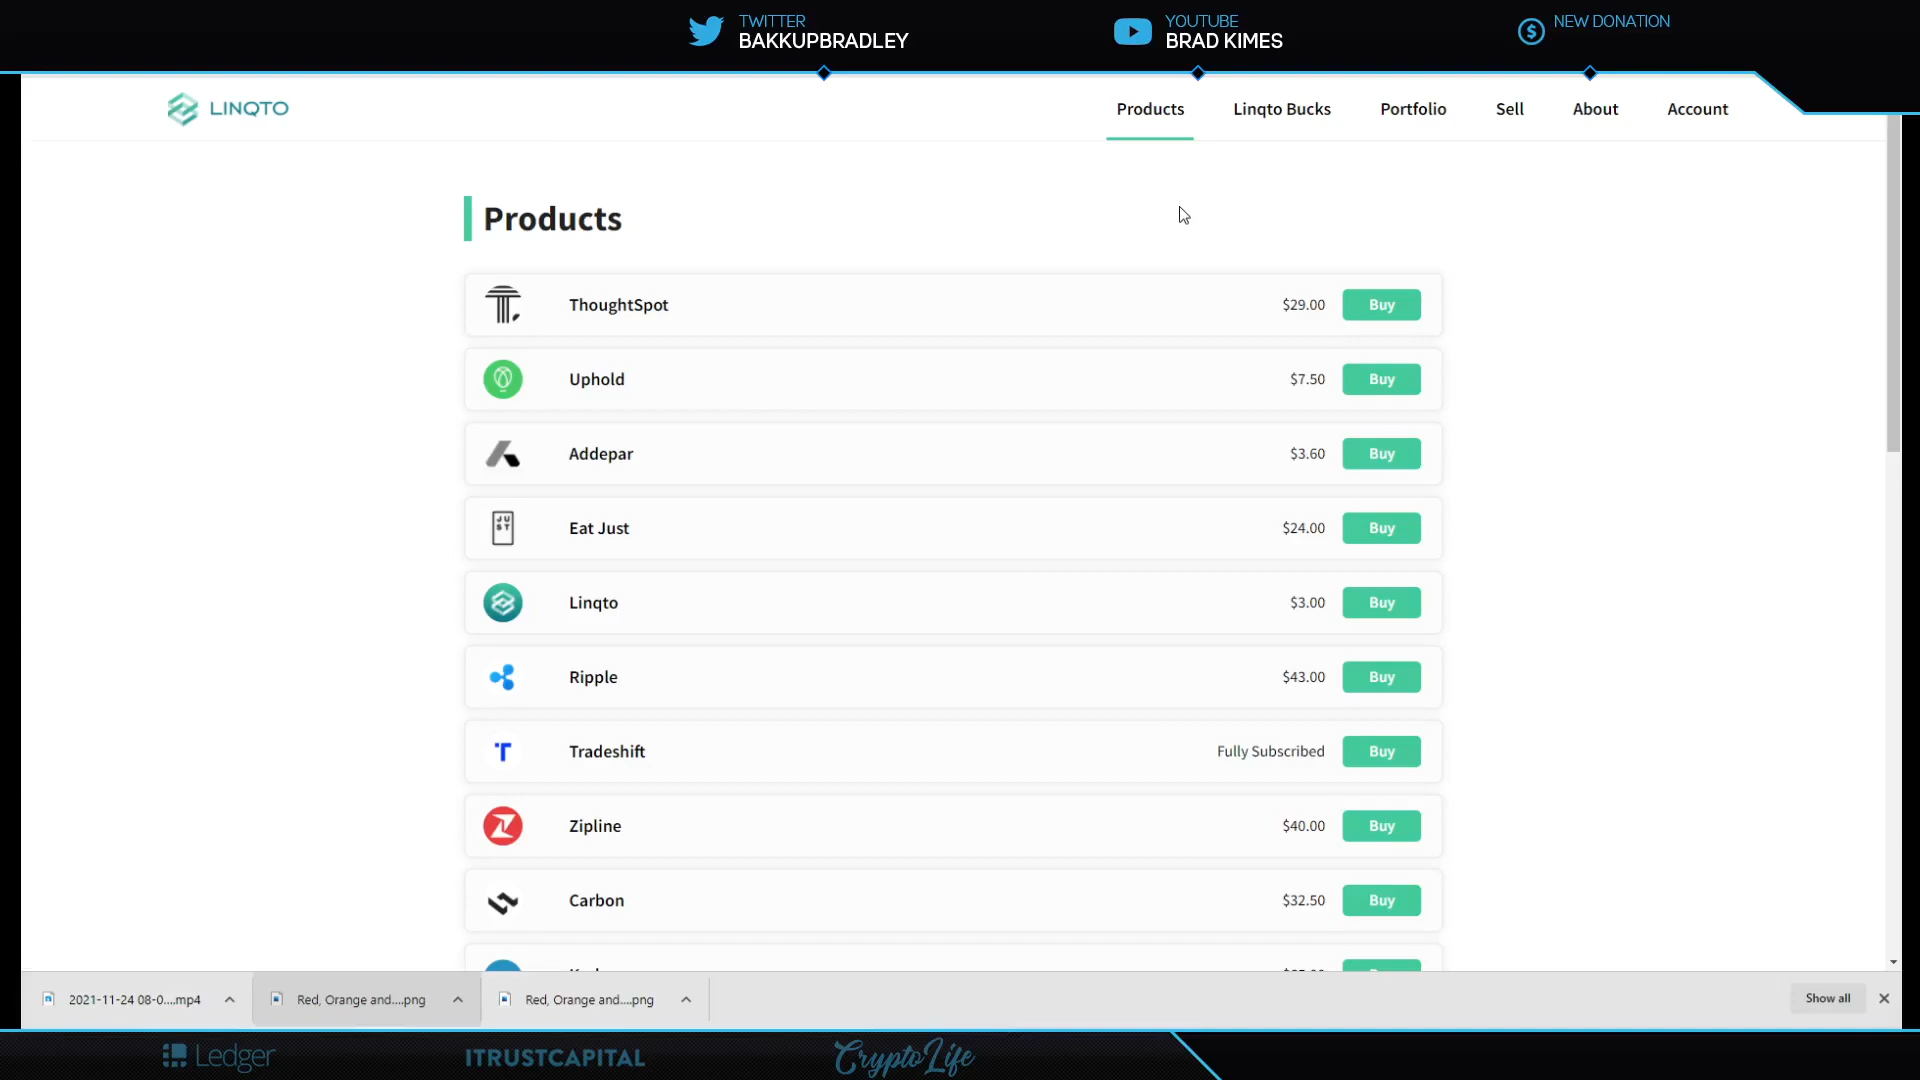 TWITTER
BAKKUPBRADLEY
YOUTUBE
BRAD KIMES
NEW DONATION
LINQTO
Products
Linqto Bucks
Portfolio
Sell
About
Account
Products
ThoughtSpot
$29.00
Buy
Uphold
$7.50
Buy
Addepar
$3.60
Buy
JU
ST
Eat Just
$24.00
Buy
Linqto
$3.00
Buy
Ripple
$43.00
Buy
Tradeshift
Fully Subscribed
Buy
Zipline
$40.00
Buy
Carbon
$32.50
Buy
2021-11-24 08-0....mp4
Red, Orange and....png
Red, Orange and....png
Show all
Ledger
ITRUSTCAPITAL
CryptoLife